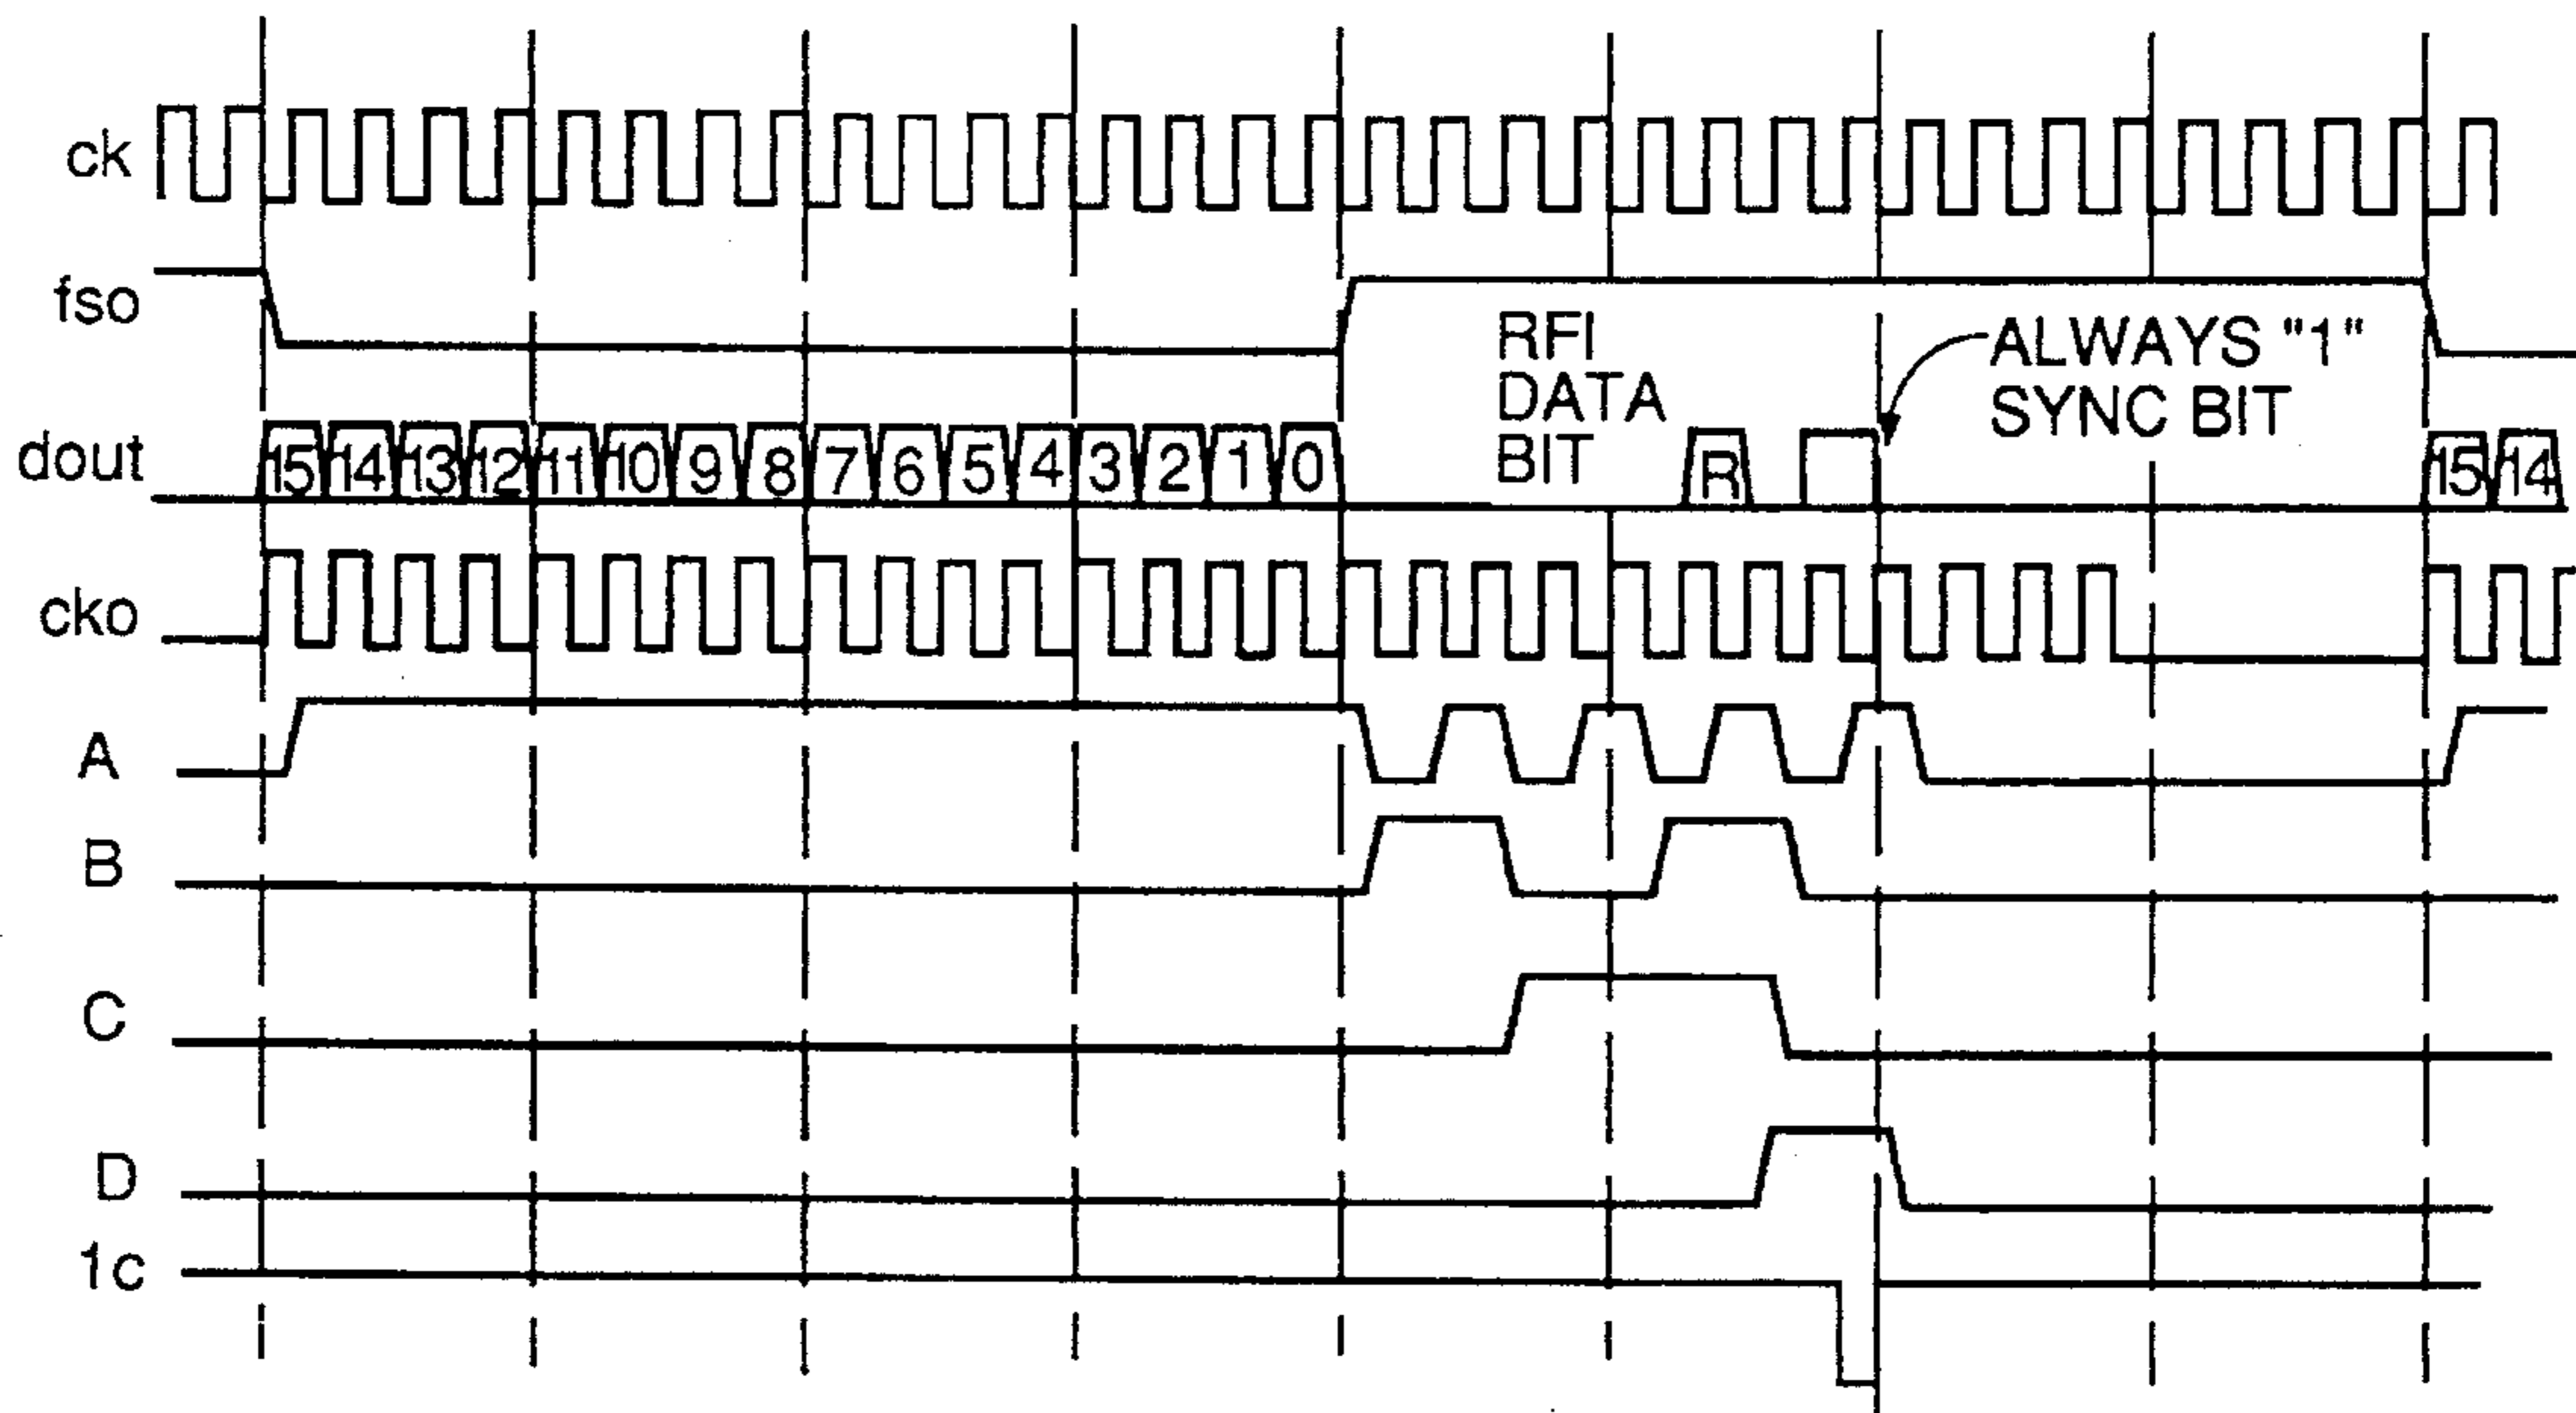 ck
fso
RFI
DATA
BIT
ALWAYS "1"
SYNC BIT
dout 15 14 13 12 11 10 9 8 7 6 5 4 3 2 1 0 R 15 14
cko
A
B
C
D
1c